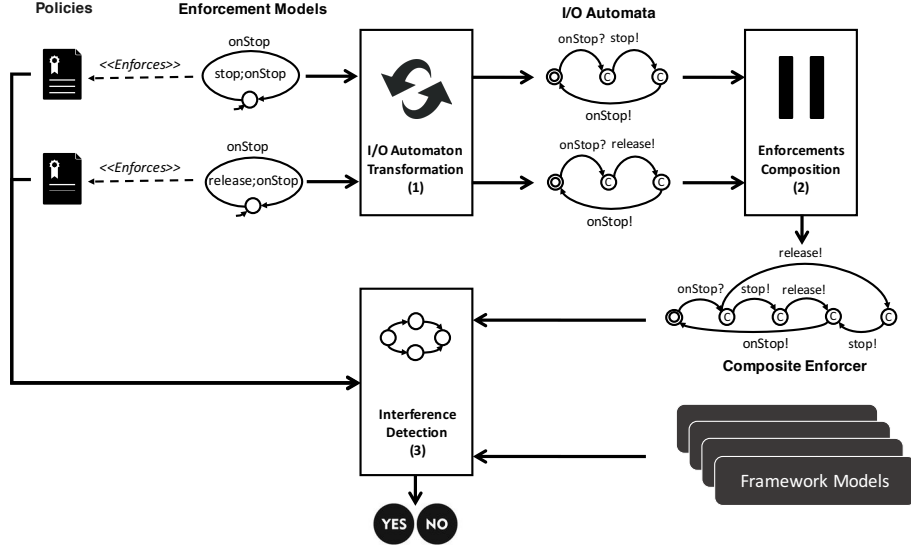 Policies
Enforcement Models
I/O Automata
onStop
<<Enforces>>
stop;onStop
onStop? stop!
C
C
onStop!
I/O Automaton
Transformation
(1)
Enforcements
Composition
(2)
onStop
<<Enforces>>
release;onStop
onStop? release!
C
C
onStop!
release!
onStop? stop! release!
C
C
C
C
onStop!
stop!
Composite Enforcer
Interference
Detection
(3)
Framework Models
YES
NO